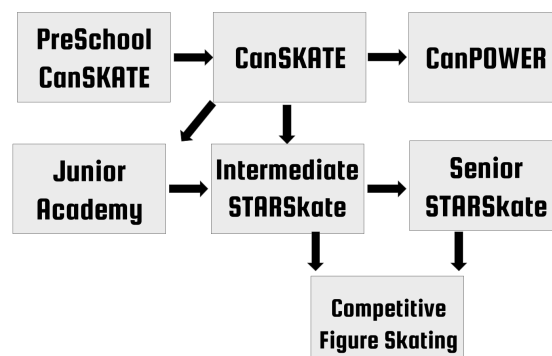 PreSchool
CanSKATE
CanSKATE
CanPOWER
Junior
Academy
Intermediate
STARSkate
Senior
STARSkate
Competitive
Figure Skating